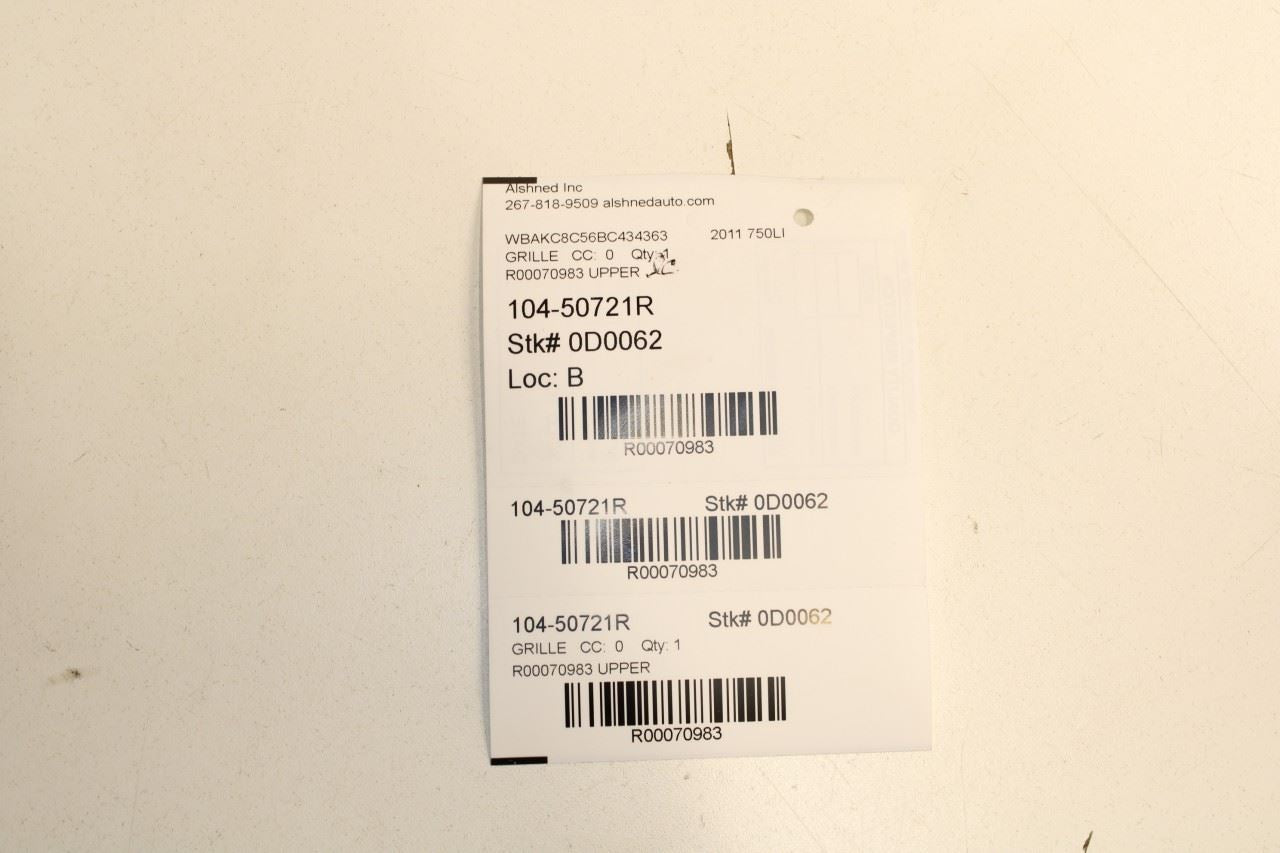 Alshned Inc
267-818-9509 alshnedauto.com
WBAKC8C56BC434363 2011 750LI
GRILLE CC: 0 Qty: 1
R00070983 UPPER
104-50721R
Stk# 0D0062
Loc: B
R00070983
104-50721R Stk# 0D0062
R00070983
104-50721R Stk# 0D0062
GRILLE CC: 0 Qty: 1
R00070983 UPPER
R00070983